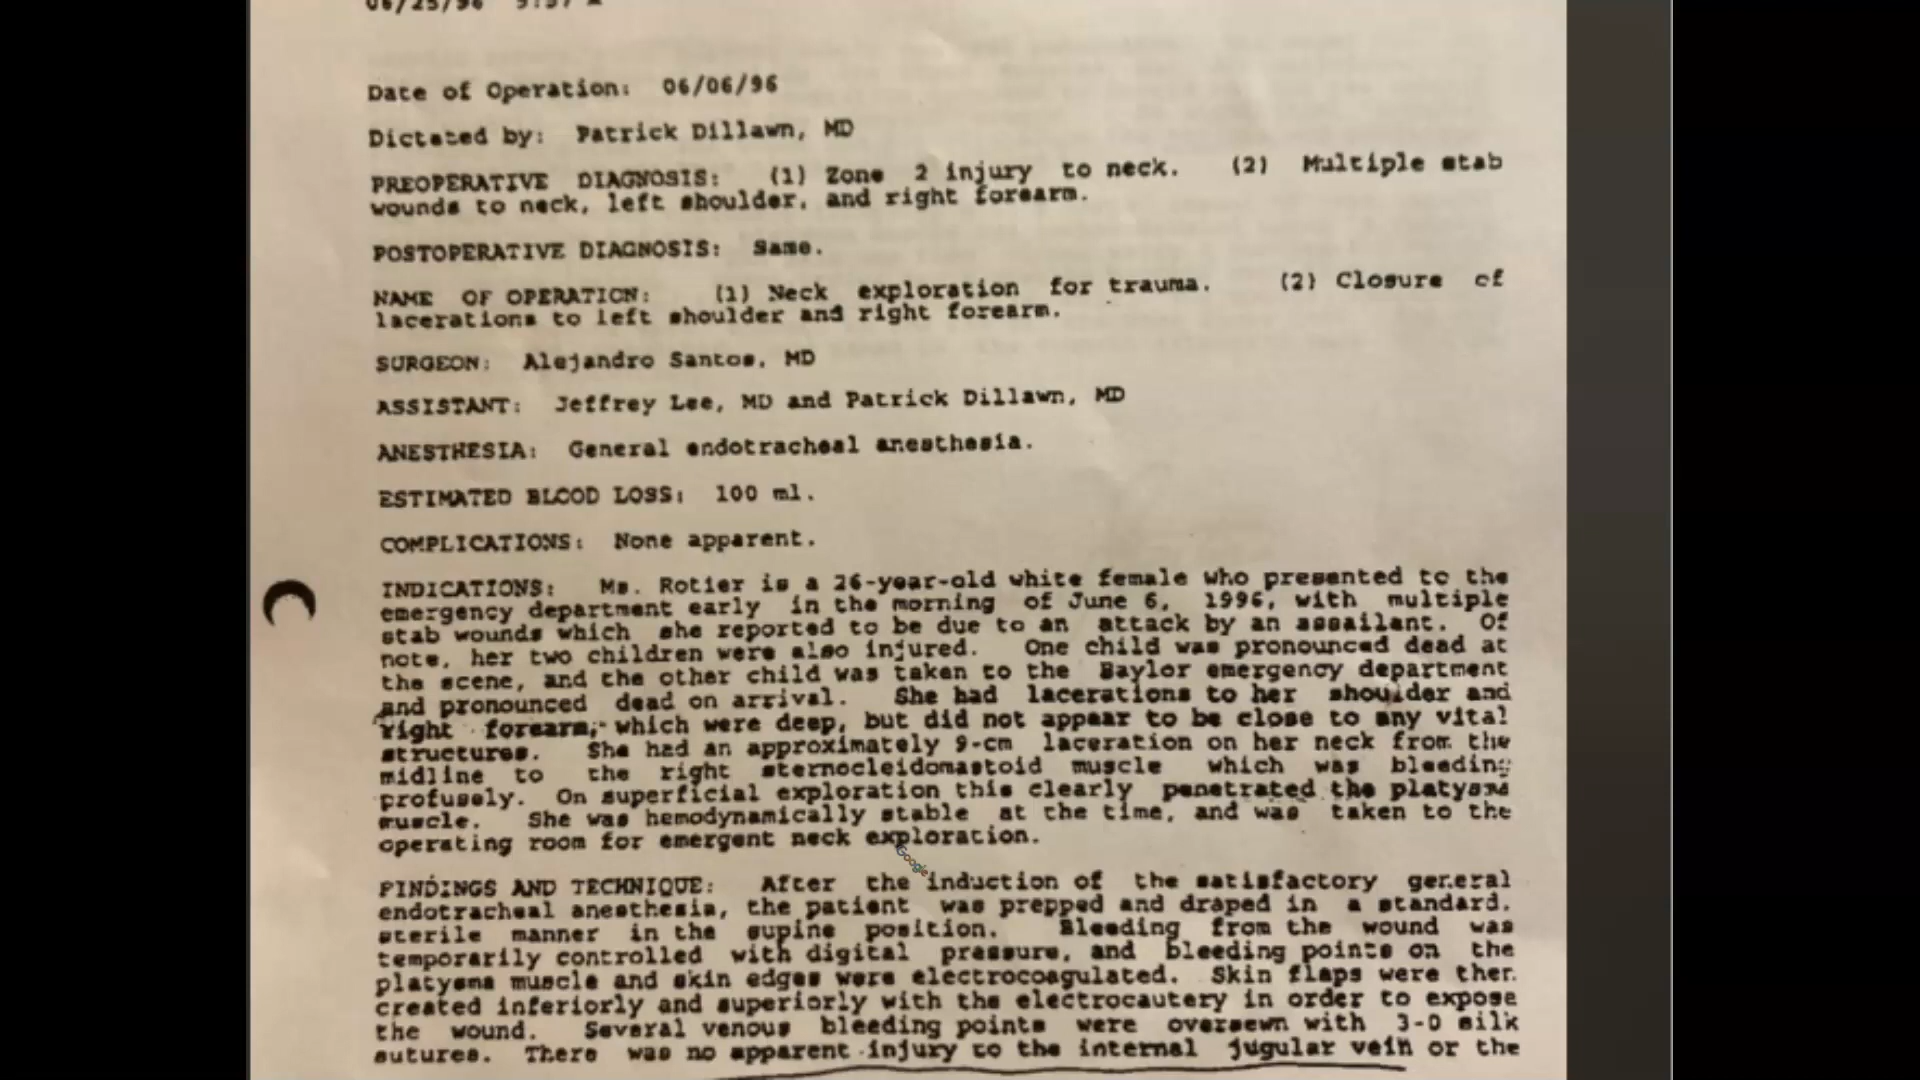 06/25/96 9:37 A
Date of Operation: 06/06/96
Dictated by: Patrick Dillawn, MD
PREOPERATIVE DIAGNOSIS: (1) Zone 2 injury to neck. (2) Multiple stab
wounds to neck, left shoulder, and right forearm.
POSTOPERATIVE DIAGNOSIS: Same.
NAME OF OPERATION: (1) Neck exploration for trauma. (2) Closure of
lacerations to left shoulder and right forearm.
SURGEON: Alejandro Santos, MD
ASSISTANT: Jeffrey Lee, MD and Patrick Dillawn, MD
ANESTHESIA: General endotracheal anesthesia.
ESTIMATED BLOOD LOSS: 100 ml.
COMPLICATIONS: None apparent.
INDICATIONS: Ms. Rotier is a 26-year-old white female who presented to the
emergency department early in the morning of June 6, 1996, with multiple
stab wounds which she reported to be due to an attack by an assailant. Of
note, her two children were also injured. One child was pronounced dead at
the scene, and the other child was taken to the Baylor emergency department
and pronounced dead on arrival. She had lacerations to her shoulder and
right forearm, which were deep, but did not appear to be close to any vital
structures. She had an approximately 9-cm laceration on her neck from the
midline to the right sternocleidomastoid muscle which was bleeding
profusely. On superficial exploration this clearly penetrated the platysma
muscle. She was hemodynamically stable at the time, and was taken to the
operating room for emergent neck exploration.
Google
FINDINGS AND TECHNIQUE: After the induction of the satisfactory general
endotracheal anesthesia, the patient was prepped and draped in a standard.
sterile manner in the supine position. Bleeding from the wound was
temporarily controlled with digital pressure, and bleeding points on the
platysma muscle and skin edges were electrocoagulated. Skin flaps were then
created inferiorly and superiorly with the electrocautery in order to expose
the wound. Several venous bleeding points were oversewn with 3-0 silk
sutures. There was no apparent injury to the internal jugular vein or the